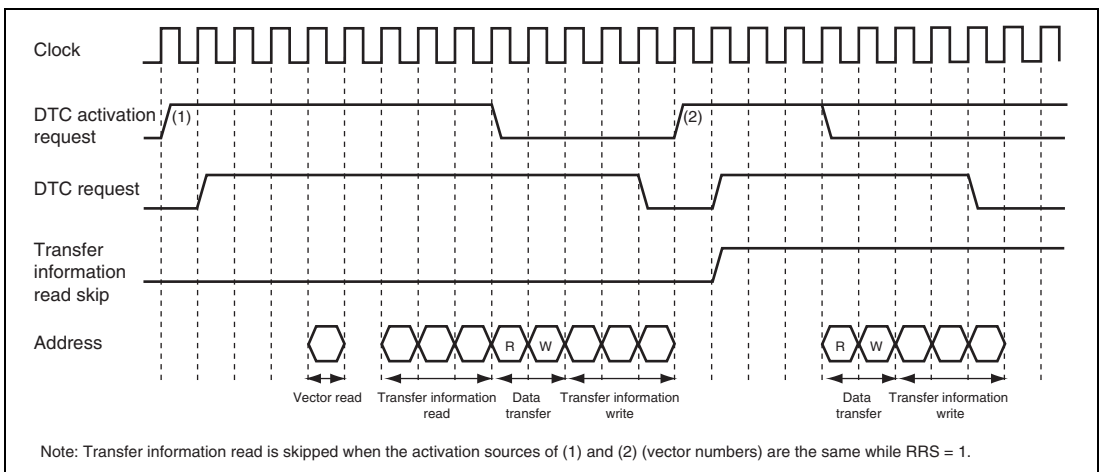 Clock
DTC activation
request
(1)
(2)
DTC request
Transfer
information
read skip
Address
R
W
R
W
Vector read
Transfer information
read
Data
transfer
Transfer information
write
Data
transfer
Transfer information
write
Note: Transfer information read is skipped when the activation sources of (1) and (2) (vector numbers) are the same while RRS = 1.